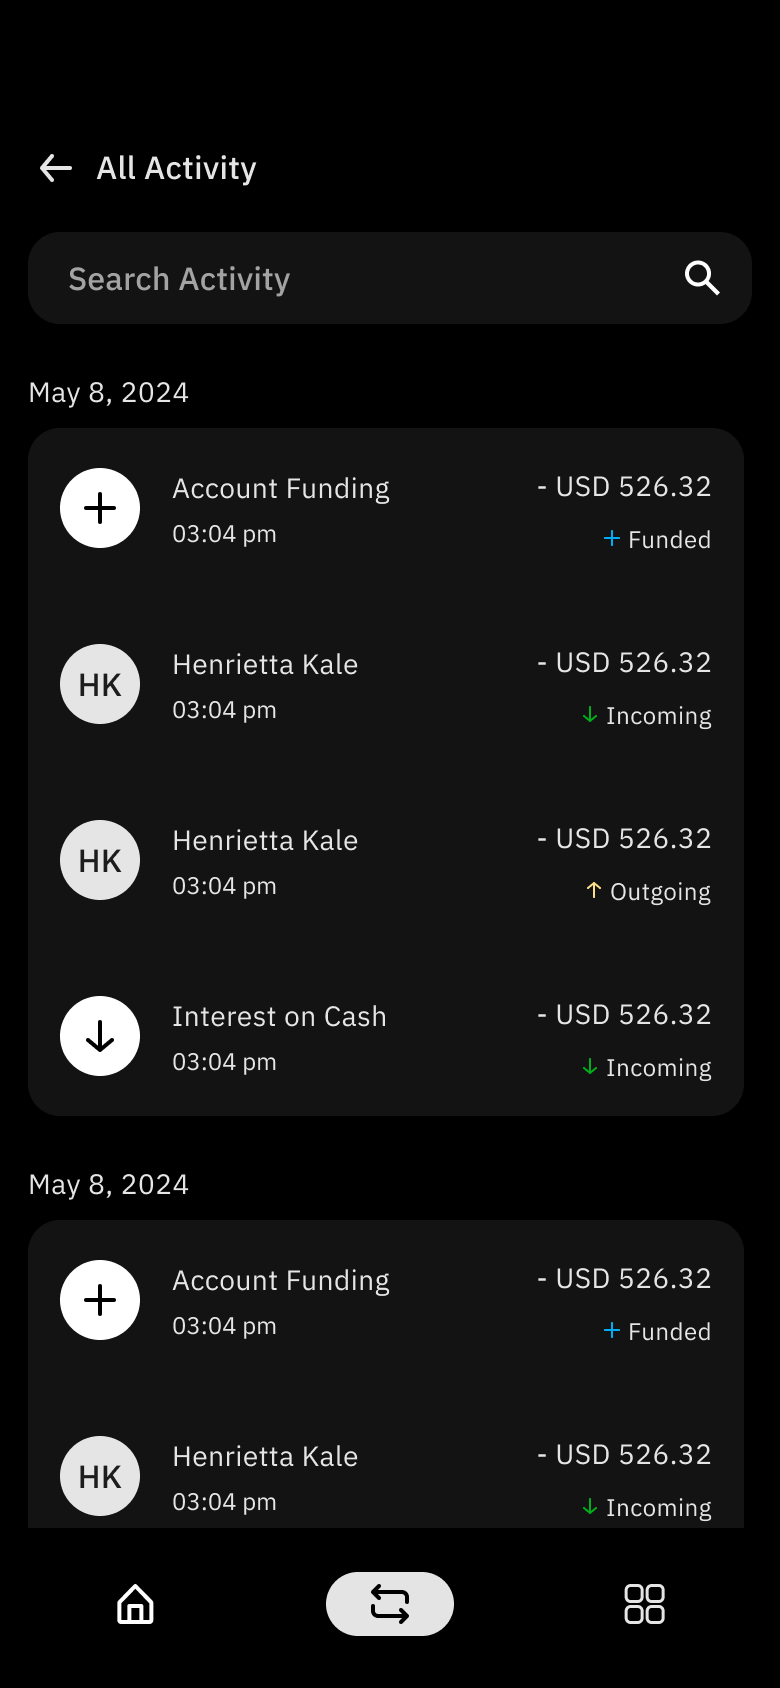 All Activity
Search Activity
May 8, 2024
Account Funding
- USD 526.32
03:04 pm
+ Funded
HK
Henrietta Kale
- USD 526.32
03:04 pm
↓ Incoming
HK
Henrietta Kale
- USD 526.32
03:04 pm
↑ Outgoing
Interest on Cash
- USD 526.32
03:04 pm
↓ Incoming
May 8, 2024
Account Funding
- USD 526.32
03:04 pm
+ Funded
HK
Henrietta Kale
- USD 526.32
03:04 pm
↓ Incoming